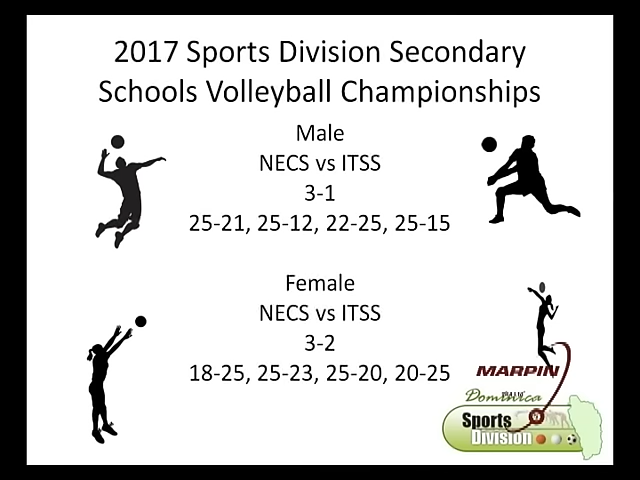 2017 Sports Division Secondary
Schools Volleyball Championships
Male
NECS vs ITSS
3-1
25-21, 25-12, 22-25, 25-15
Female
NECS vs ITSS
3-2
18-25, 25-23, 25-20, 20-25
MARPIN
Dominica
Sports
Division